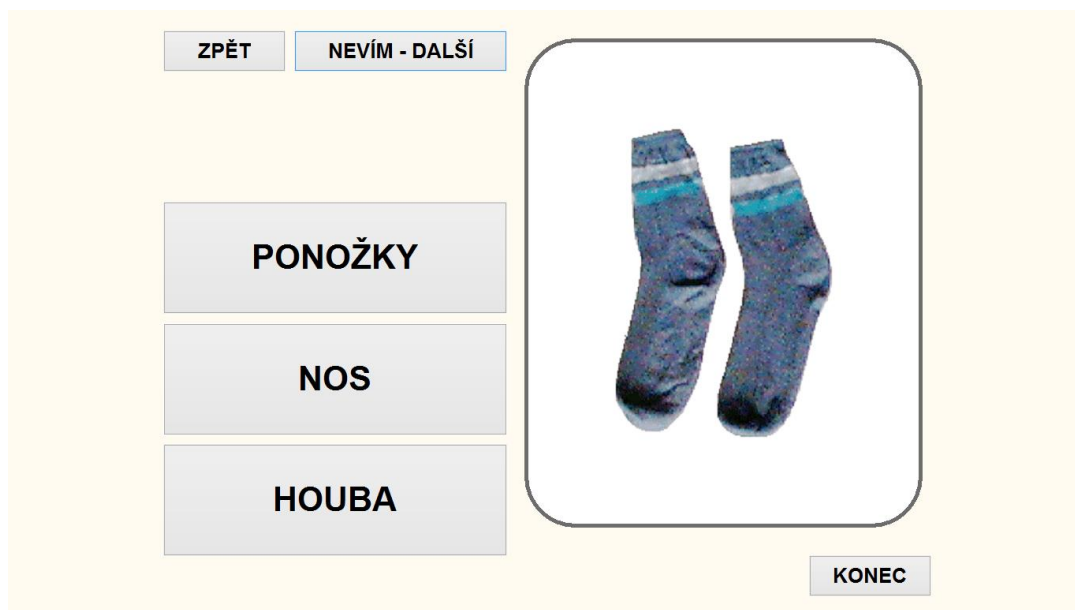 ZPĚT
NEVÍM - DALŠÍ
PONOŽKY
NOS
HOUBA
KONEC